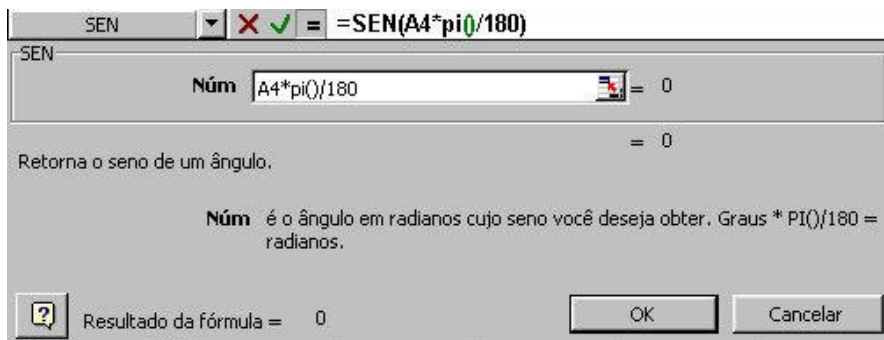 SEN = =SEN(A4*pi()/180)
SEN
Núm A4*pi()/180 = 0
= 0
Retorna o seno de um ângulo.
Núm é o ângulo em radianos cujo seno você deseja obter. Graus * PI()/180 =
radianos.
? Resultado da fórmula = 0 OK Cancelar